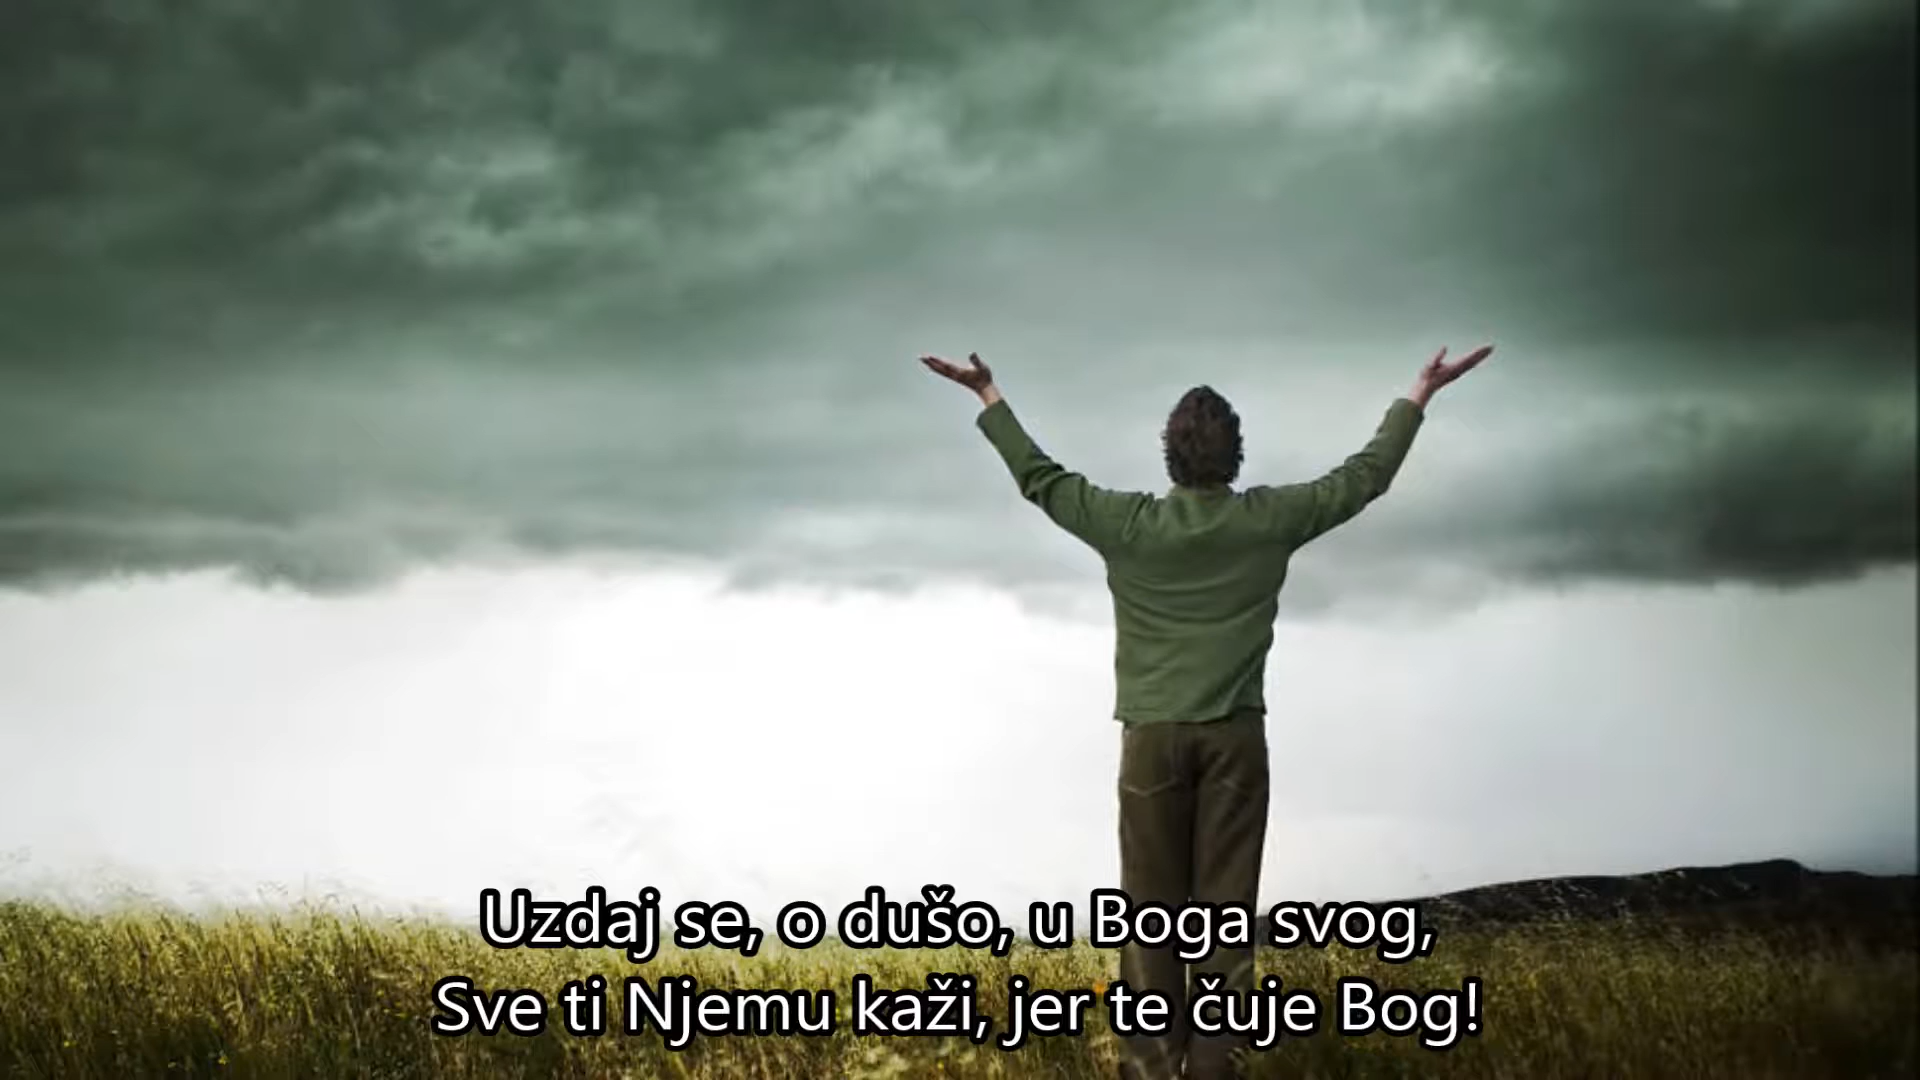 Uzdaj se, o dušo, u Boga svog,
Sve ti Njemu kaži, jer te čuje Bog!